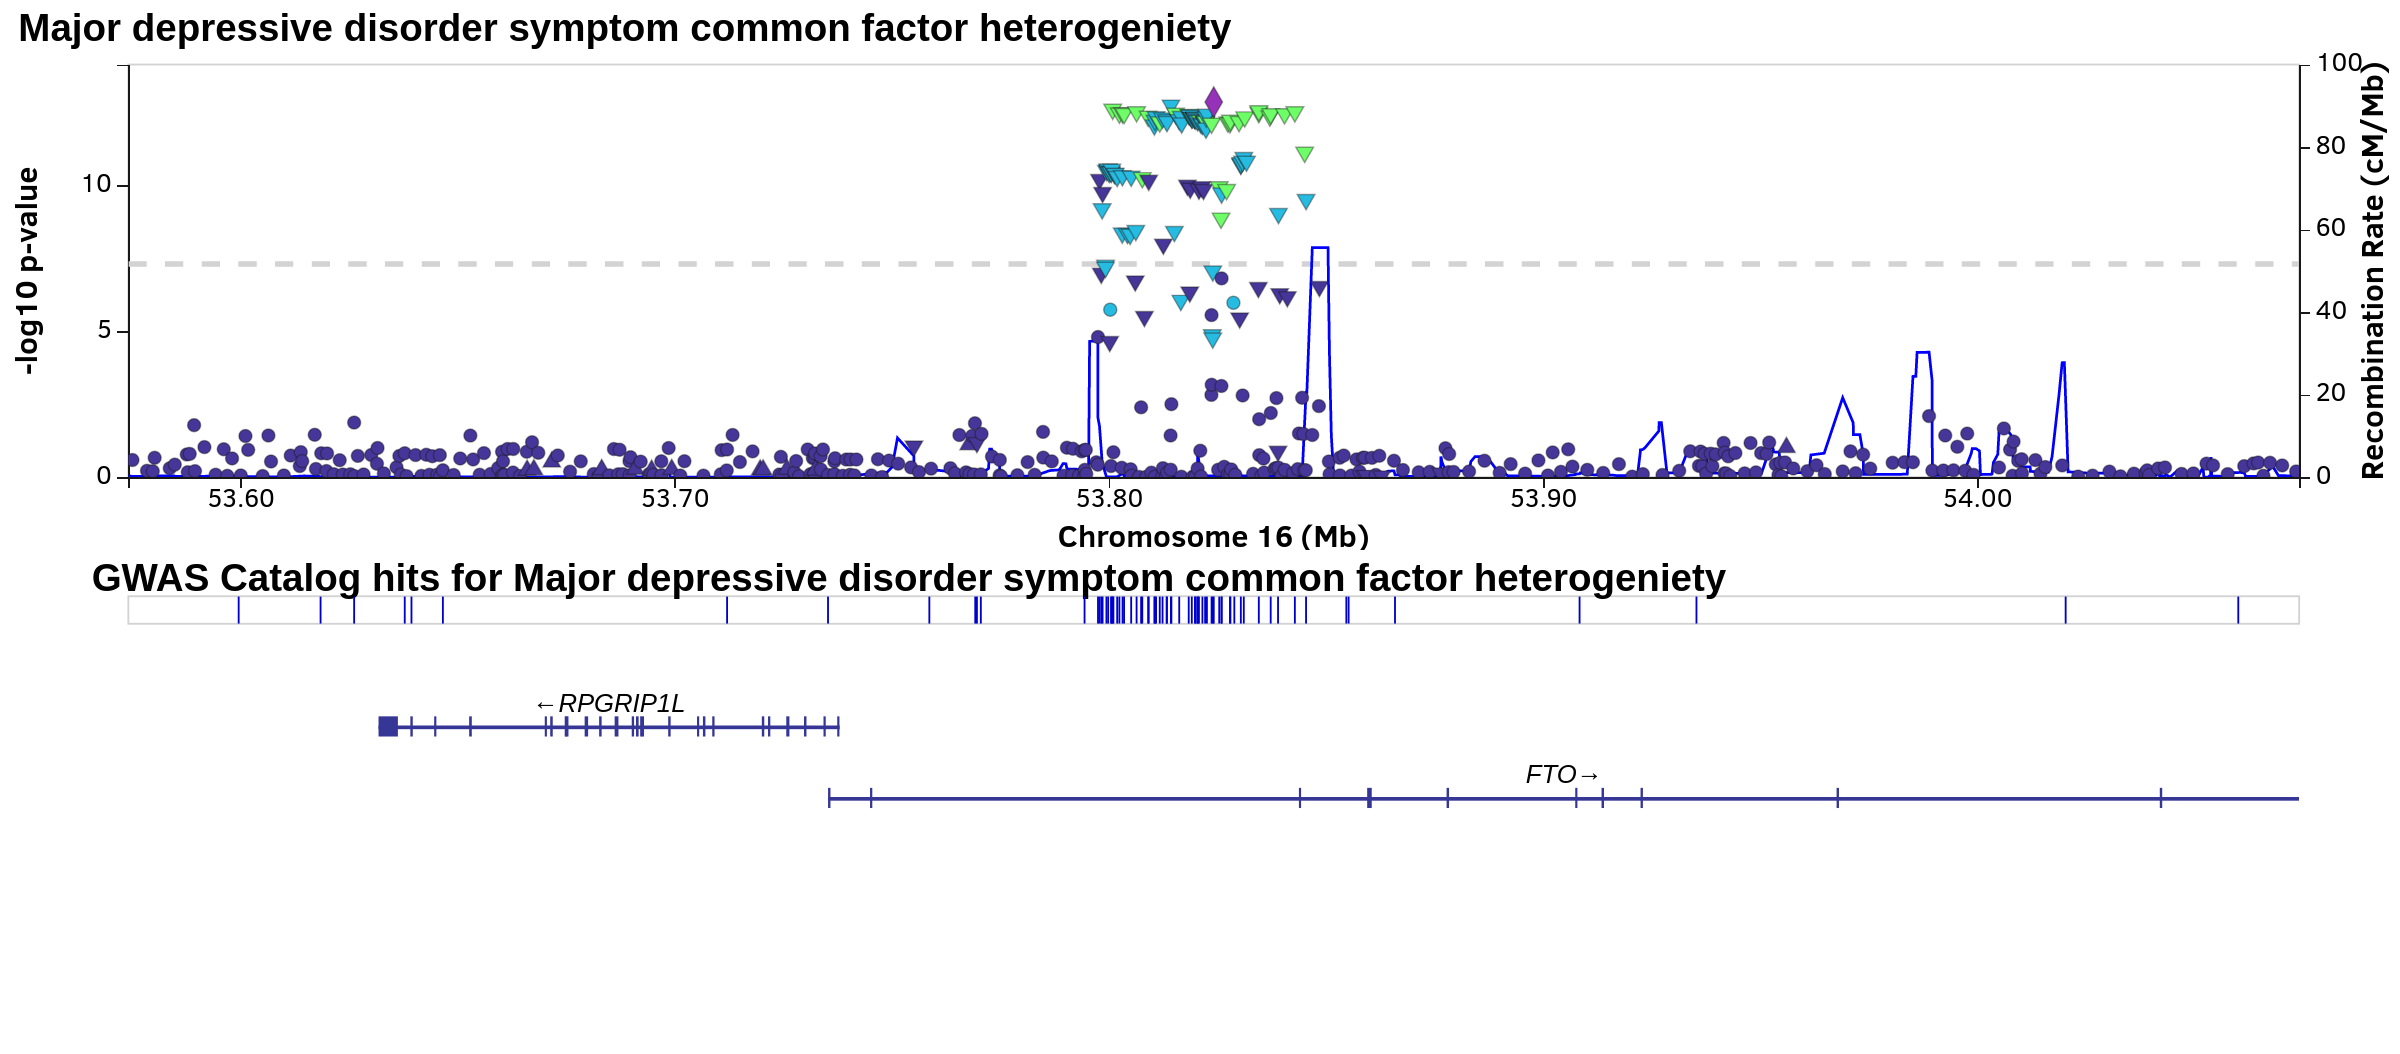 Major depressive disorder symptom common factor heterogeniety
100
80
60
40
20
0
10
5
0
-log10 p-value
Recombination Rate (cM/Mb)
53.60 53.70 53.80 53.90 54.00
Chromosome 16 (Mb)
GWAS Catalog hits for Major depressive disorder symptom common factor heterogeniety
←RPGRIP1L
FTO→